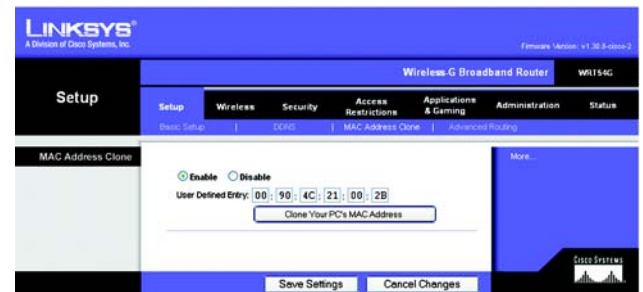 LINKSYS®
A Division of Cisco Systems, Inc.
Firmware Version: v1.30.8-cisco-2
Wireless-G Broadband Router WRT54G
Setup
Setup Wireless Security Access Restrictions Applications & Gaming Administration Status
Basic Setup | DDNS | MAC Address Clone | Advanced Routing
MAC Address Clone
More...
Enable Disable
User Defined Entry: 00 : 90 : 4C : 21 : 00 : 2B
Clone Your PC's MAC Address
CISCO SYSTEMS
Save Settings Cancel Changes